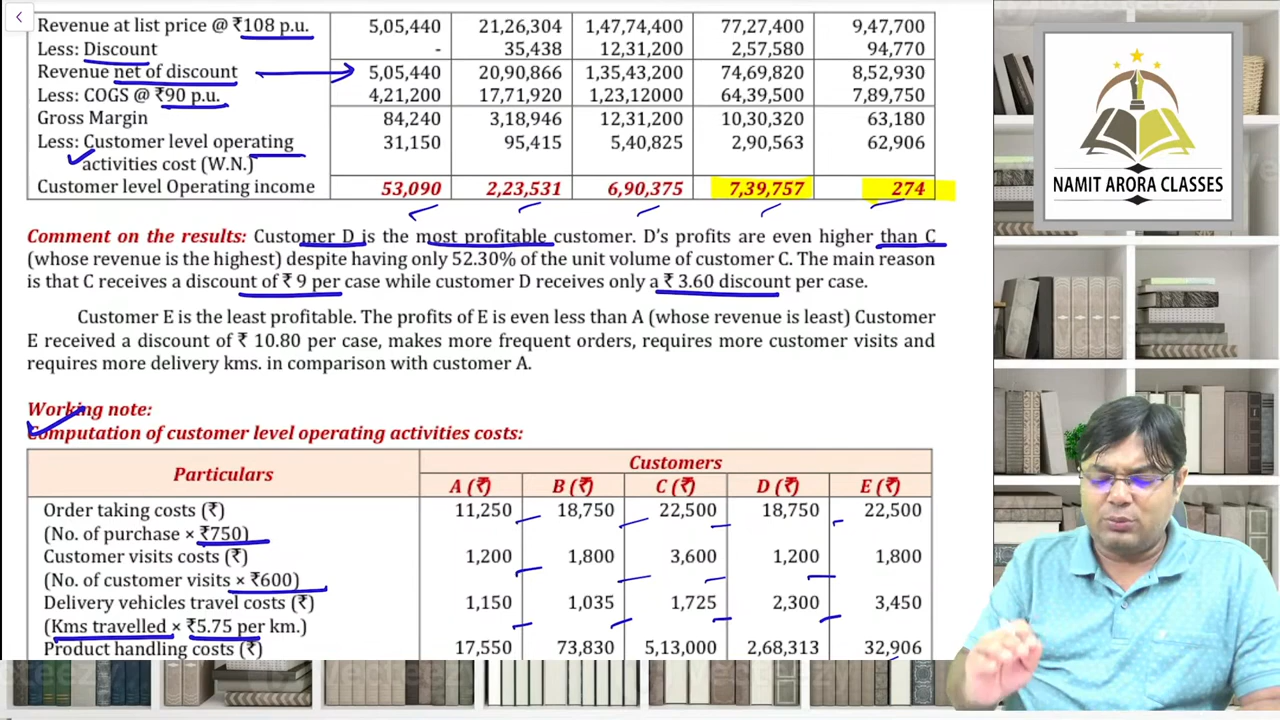 Revenue at list price @ ₹108 p.u. 5,05,440 21,26,304 1,47,74,400 77,27,400 9,47,700
Less: Discount - 35,438 12,31,200 2,57,580 94,770
Revenue net of discount 5,05,440 20,90,866 1,35,43,200 74,69,820 8,52,930
Less: COGS @ ₹90 p.u. 4,21,200 17,71,920 1,23,12000 64,39,500 7,89,750
Gross Margin 84,240 3,18,946 12,31,200 10,30,320 63,180
Less: Customer level operating 31,150 95,415 5,40,825 2,90,563 62,906
activities cost (W.N.)
Customer level Operating income 53,090 2,23,531 6,90,375 7,39,757 274
NAMIT ARORA CLASSES
Comment on the results: Customer D is the most profitable customer. D's profits are even higher than C
(whose revenue is the highest) despite having only 52.30% of the unit volume of customer C. The main reason
is that C receives a discount of ₹ 9 per case while customer D receives only a ₹ 3.60 discount per case.
Customer E is the least profitable. The profits of E is even less than A (whose revenue is least) Customer
E received a discount of ₹ 10.80 per case, makes more frequent orders, requires more customer visits and
requires more delivery kms. in comparison with customer A.
Working note:
Computation of customer level operating activities costs:
Particulars Customers
A (₹) B (₹) C (₹) D (₹) E (₹)
Order taking costs (₹) 11,250 18,750 22,500 18,750 22,500
(No. of purchase × ₹750)
Customer visits costs (₹) 1,200 1,800 3,600 1,200 1,800
(No. of customer visits × ₹600)
Delivery vehicles travel costs (₹) 1,150 1,035 1,725 2,300 3,450
(Kms travelled × ₹5.75 per km.)
Product handling costs (₹) 17,550 73,830 5,13,000 2,68,313 32,906